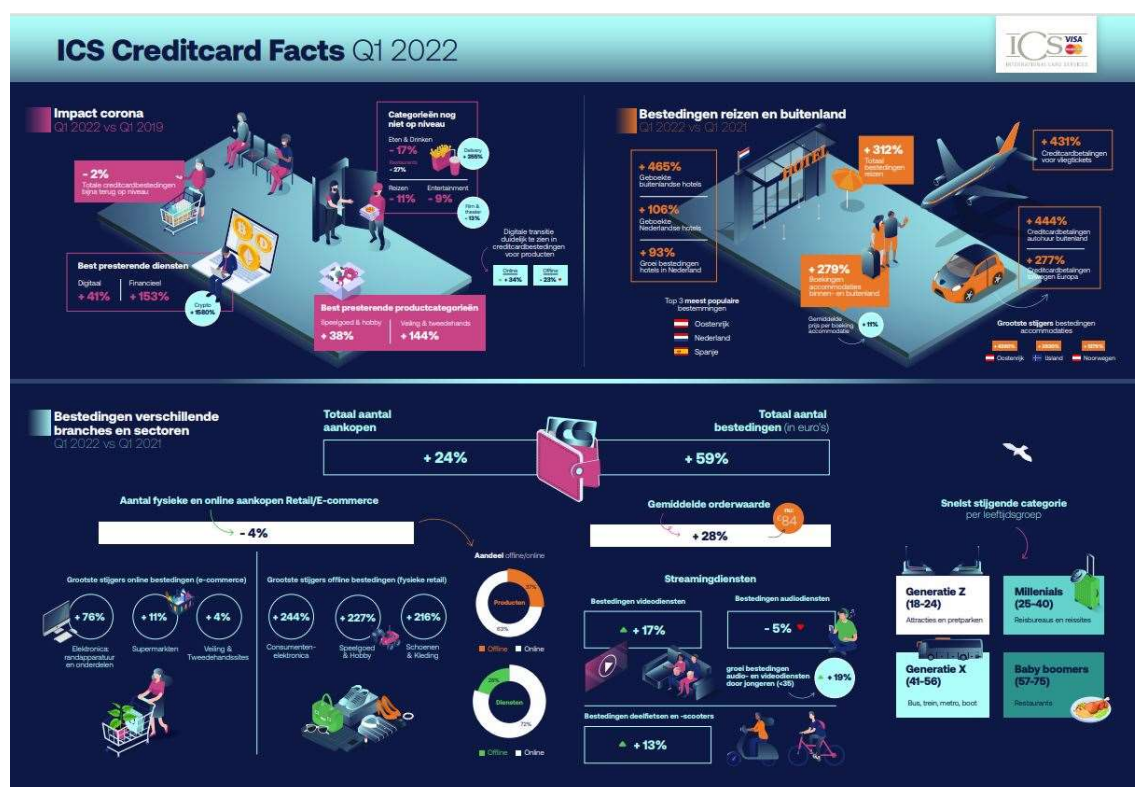 ICS Creditcard Facts Q1 2022
ICS VISA
INTERNATIONAL CARD SERVICES
Impact corona
Q1 2022 vs Q1 2019
- 2%
Totale creditcardbestedingen
bijna terug op niveau
Categorieën nog
niet op niveau
Eten & Drinken
- 17%
Restaurants
- 27%
Delivery
Reizen
- 11%
Entertainment
- 9%
Film &
theater
- 13%
Digitale transitie
duidelijk te zien in
creditcardbestedingen
voor producten
Online
+ 34%
Offline
- 23%
Best presterende diensten
Digitaal
+ 41%
Financieel
+ 153%
Crypto
+ 1580%
Best presterende productcategorieën
Speelgoed & hobby
+ 38%
Veiling & tweedehands
+ 144%
Bestedingen reizen en buitenland
Q1 2022 vs Q1 2021
+ 465%
Geboekte
buitenlandse hotels
+ 106%
Geboekte
Nederlandse hotels
+ 93%
Groei bestedingen
hotels in Nederland
HOTEL
+ 312%
Totaal
bestedingen
reizen
+ 431%
Creditcardbetalingen
voor vliegtickets
+ 444%
Creditcardbetalingen
autohuur buitenland
+ 277%
Creditcardbetalingen
tolwegen Europa
+ 279%
Boekingen
accommodaties
binnen- en buitenland
Gemiddelde
prijs per boeking
accommodatie
+ 11%
Top 3 meest populaire
bestemmingen
Oostenrijk
Nederland
Spanje
Grootste stijgers bestedingen
accommodaties
Oostenrijk
IJsland
Noorwegen
Bestedingen verschillende
branches en sectoren
Q1 2022 vs Q1 2021
Totaal aantal
aankopen
+ 24%
Totaal aantal
bestedingen (in euro's)
+ 59%
Aantal fysieke en online aankopen Retail/E-commerce
- 4%
Grootste stijgers online bestedingen (e-commerce)
+ 76%
Elektronica:
randapparatuur
en onderdelen
+ 11%
Supermarkten
+ 4%
Veiling &
Tweedehandssites
Grootste stijgers offline bestedingen (fysieke retail)
+ 244%
Consumenten-
elektronica
+ 227%
Speelgoed
& Hobby
+ 216%
Schoenen
& Kleding
Aandeel offline/online
Producten
63%
Offline Online
Diensten
72%
Offline Online
Gemiddelde orderwaarde
+ 28%
€84
Streamingdiensten
Bestedingen videodiensten
+ 17%
Bestedingen audiodiensten
- 5%
groei bestedingen
audio- en videodiensten
door jongeren (<35)
+ 19%
Bestedingen deelfietsen en -scooters
+ 13%
Snelst stijgende categorie
per leeftijdsgroep
Generatie Z
(18-24)
Attracties en pretparken
Millenials
(25-40)
Reisbureaus en reissites
Generatie X
(41-56)
Bus, trein, metro, boot
Baby boomers
(57-75)
Restaurants